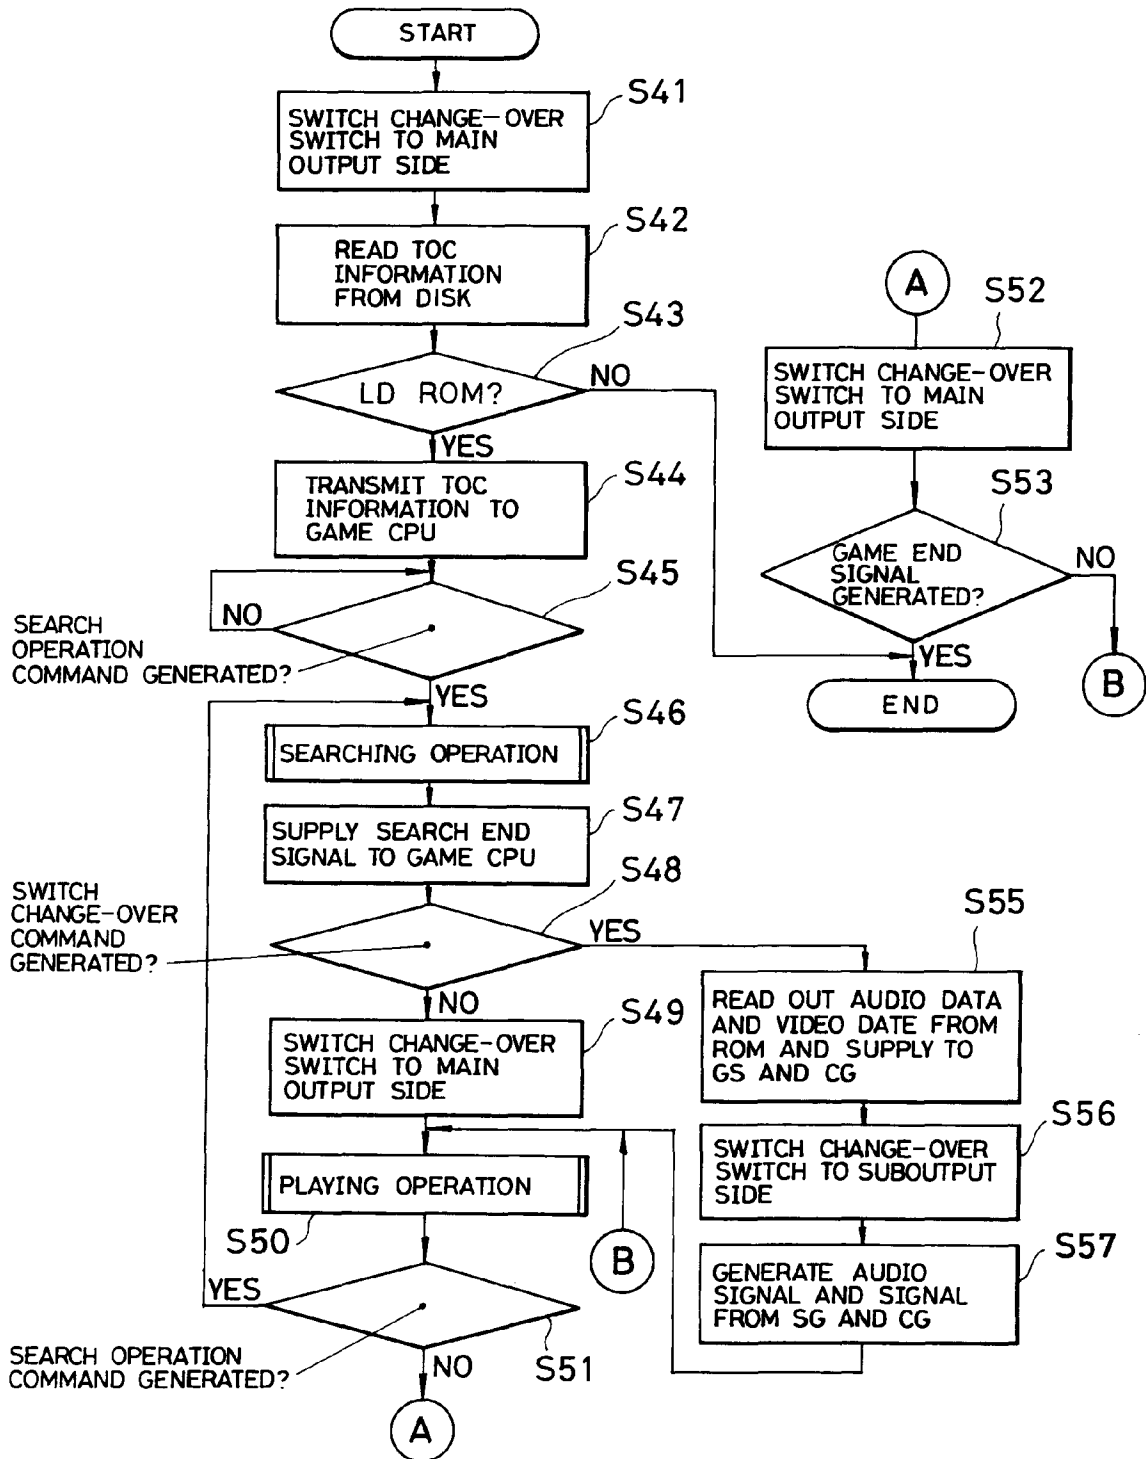 START
S41
SWITCH CHANGE-OVER
SWITCH TO MAIN
OUTPUT SIDE
S42
READ TOC
INFORMATION
FROM DISK
S43
LD ROM?
NO
YES
S44
TRANSMIT TOC
INFORMATION TO
GAME CPU
S45
NO
SEARCH
OPERATION
COMMAND GENERATED?
YES
S46
SEARCHING OPERATION
S47
SUPPLY SEARCH END
SIGNAL TO GAME CPU
S48
SWITCH
CHANGE-OVER
COMMAND
GENERATED?
YES
NO
S49
SWITCH CHANGE-OVER
SWITCH TO MAIN
OUTPUT SIDE
PLAYING OPERATION
S50
B
YES
SEARCH OPERATION
COMMAND GENERATED?
S51
NO
A
A
S52
SWITCH CHANGE-OVER
SWITCH TO MAIN
OUTPUT SIDE
S53
GAME END
SIGNAL
GENERATED?
NO
YES
B
END
S55
READ OUT AUDIO DATA
AND VIDEO DATE FROM
ROM AND SUPPLY TO
GS AND CG
S56
SWITCH CHANGE-OVER
SWITCH TO SUBOUTPUT
SIDE
S57
GENERATE AUDIO
SIGNAL AND SIGNAL
FROM SG AND CG